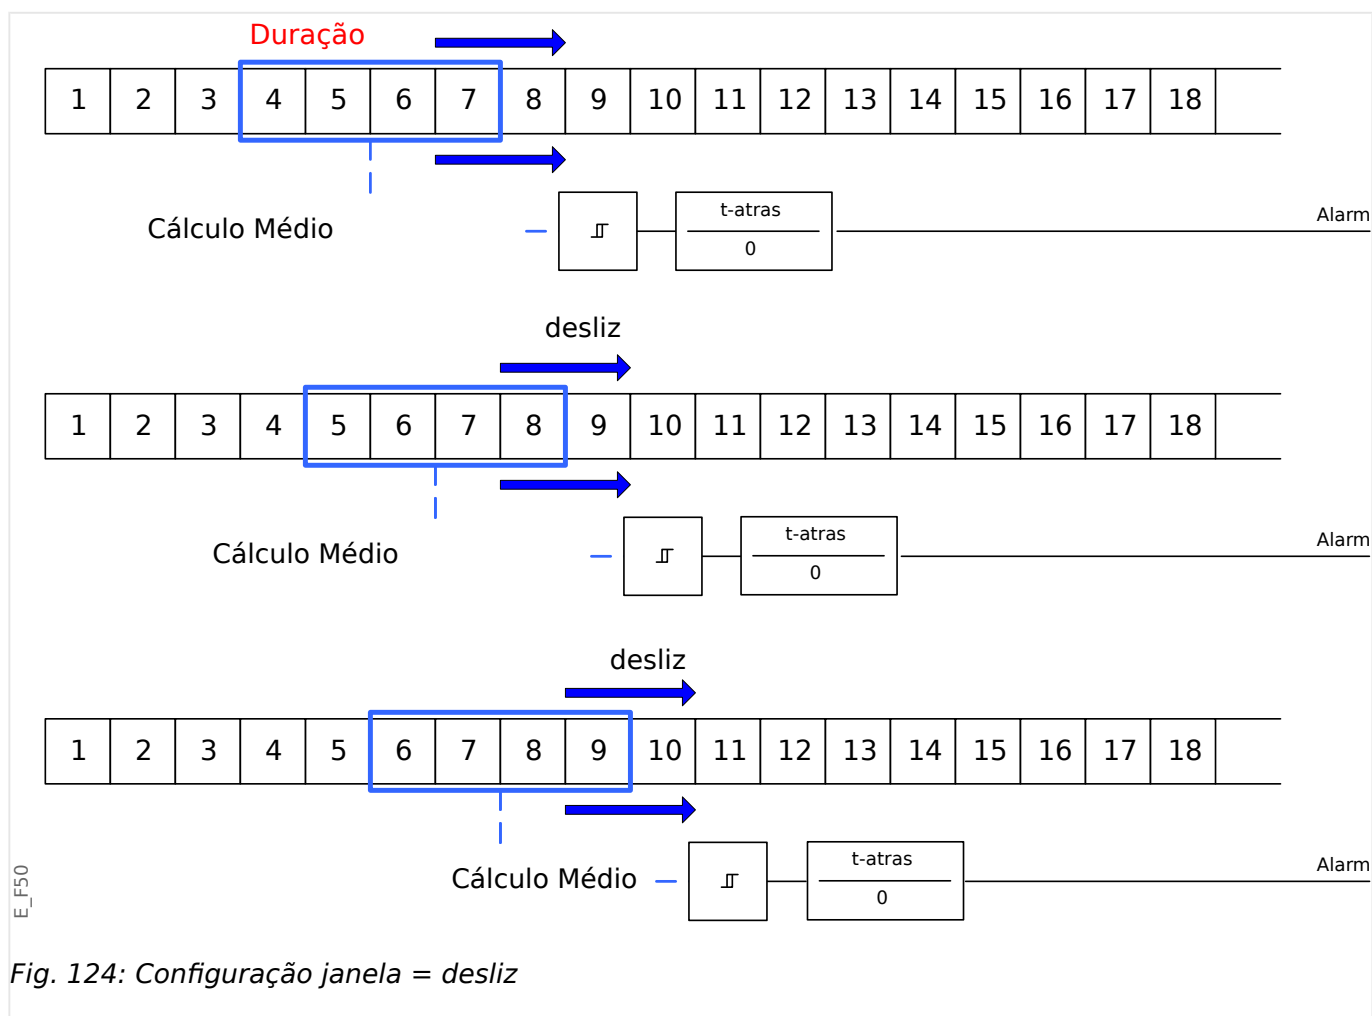 Duração
1 2 3 4 5 6 7 8 9 10 11 12 13 14 15 16 17 18
Cálculo Médio
t-atras
0
Alarm
desliz
1 2 3 4 5 6 7 8 9 10 11 12 13 14 15 16 17 18
Cálculo Médio
t-atras
0
Alarm
desliz
1 2 3 4 5 6 7 8 9 10 11 12 13 14 15 16 17 18
Cálculo Médio
t-atras
0
Alarm
E_F50
Fig. 124: Configuração janela = desliz